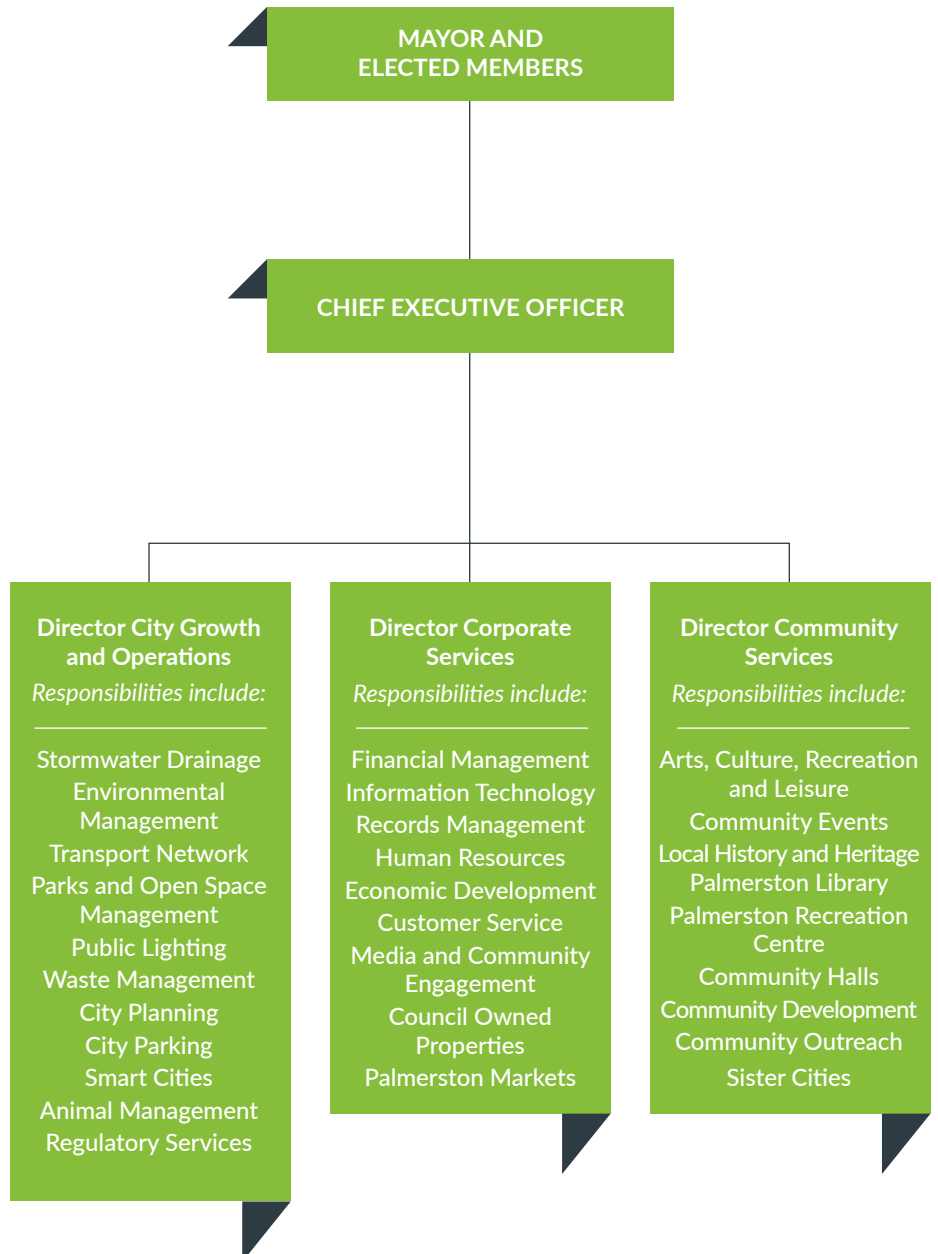 MAYOR AND
ELECTED MEMBERS
CHIEF EXECUTIVE OFFICER
Director City Growth
and Operations
Responsibilities include:
Stormwater Drainage
Environmental
Management
Transport Network
Parks and Open Space
Management
Public Lighting
Waste Management
City Planning
City Parking
Smart Cities
Animal Management
Regulatory Services
Director Corporate
Services
Responsibilities include:
Financial Management
Information Technology
Records Management
Human Resources
Economic Development
Customer Service
Media and Community
Engagement
Council Owned
Properties
Palmerston Markets
Director Community
Services
Responsibilities include:
Arts, Culture, Recreation
and Leisure
Community Events
Local History and Heritage
Palmerston Library
Palmerston Recreation
Centre
Community Halls
Community Development
Community Outreach
Sister Cities